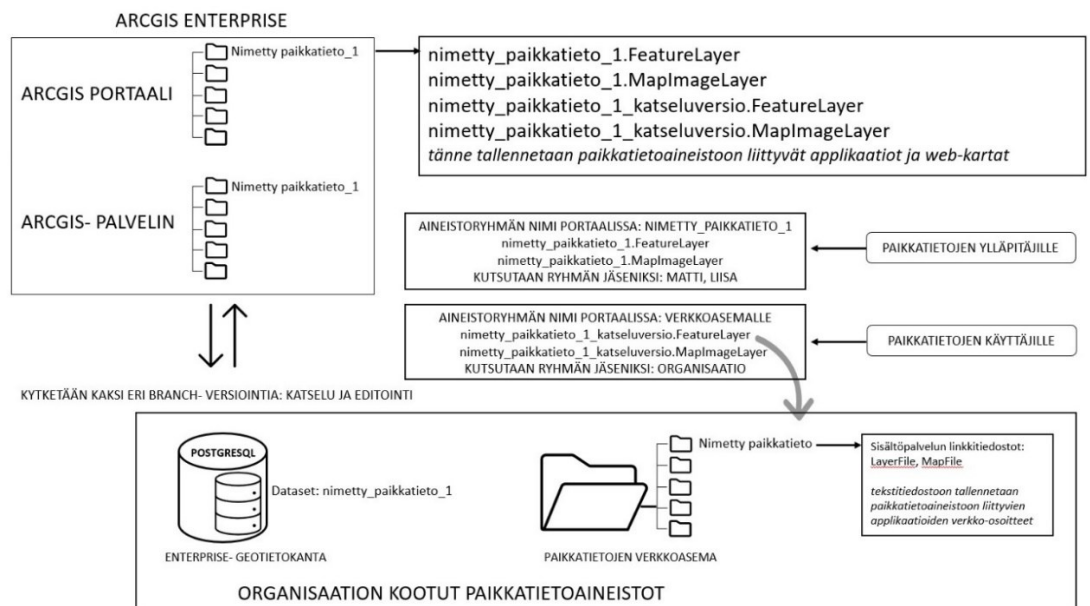 ARCGIS ENTERPRISE
ARCGIS PORTAALI
Nimetty paikkatieto_1
ARCGIS- PALVELIN
Nimetty paikkatieto_1
nimetty_paikkatieto_1.FeatureLayer
nimetty_paikkatieto_1.MapImageLayer
nimetty_paikkatieto_1_katseluversio.FeatureLayer
nimetty_paikkatieto_1_katseluversio.MapImageLayer
tänne tallennetaan paikkatietoaineistoon liittyvät applikaatiot ja web-kartat
AINEISTORYHMÄN NIMI PORTAALISSA: NIMETTY_PAIKKATIETO_1
nimetty_paikkatieto_1.FeatureLayer
nimetty_paikkatieto_1.MapImageLayer
KUTSUTAAN RYHMÄN JÄSENIKSI: MATTI, LIISA
PAIKKATIETOJEN YLLÄPITÄJILLE
AINEISTORYHMÄN NIMI PORTAALISSA: VERKKOASEMALLE
nimetty_paikkatieto_1_katseluversio.FeatureLayer
nimetty_paikkatieto_1_katseluversio.MapImageLayer
KUTSUTAAN RYHMÄN JÄSENIKSI: ORGANISAATIO
PAIKKATIETOJEN KÄYTTÄJILLE
KYTKETÄÄN KAKSI ERI BRANCH- VERSIOINTIA: KATSELU JA EDITOINTI
POSTGRESQL
Dataset: nimetty_paikkatieto_1
ENTERPRISE- GEOTIETOKANTA
Nimetty paikkatieto
PAIKKATIETOJEN VERKKOASEMA
Sisältöpalvelun linkkitiedostot:
LayerFile, MapFile
tekstitiedostoon tallennetaan
paikkatietoaineistoon liittyvien
applikaatioiden verkko-osoitteet
ORGANISAATION KOOTUT PAIKKATIETOAINEISTOT